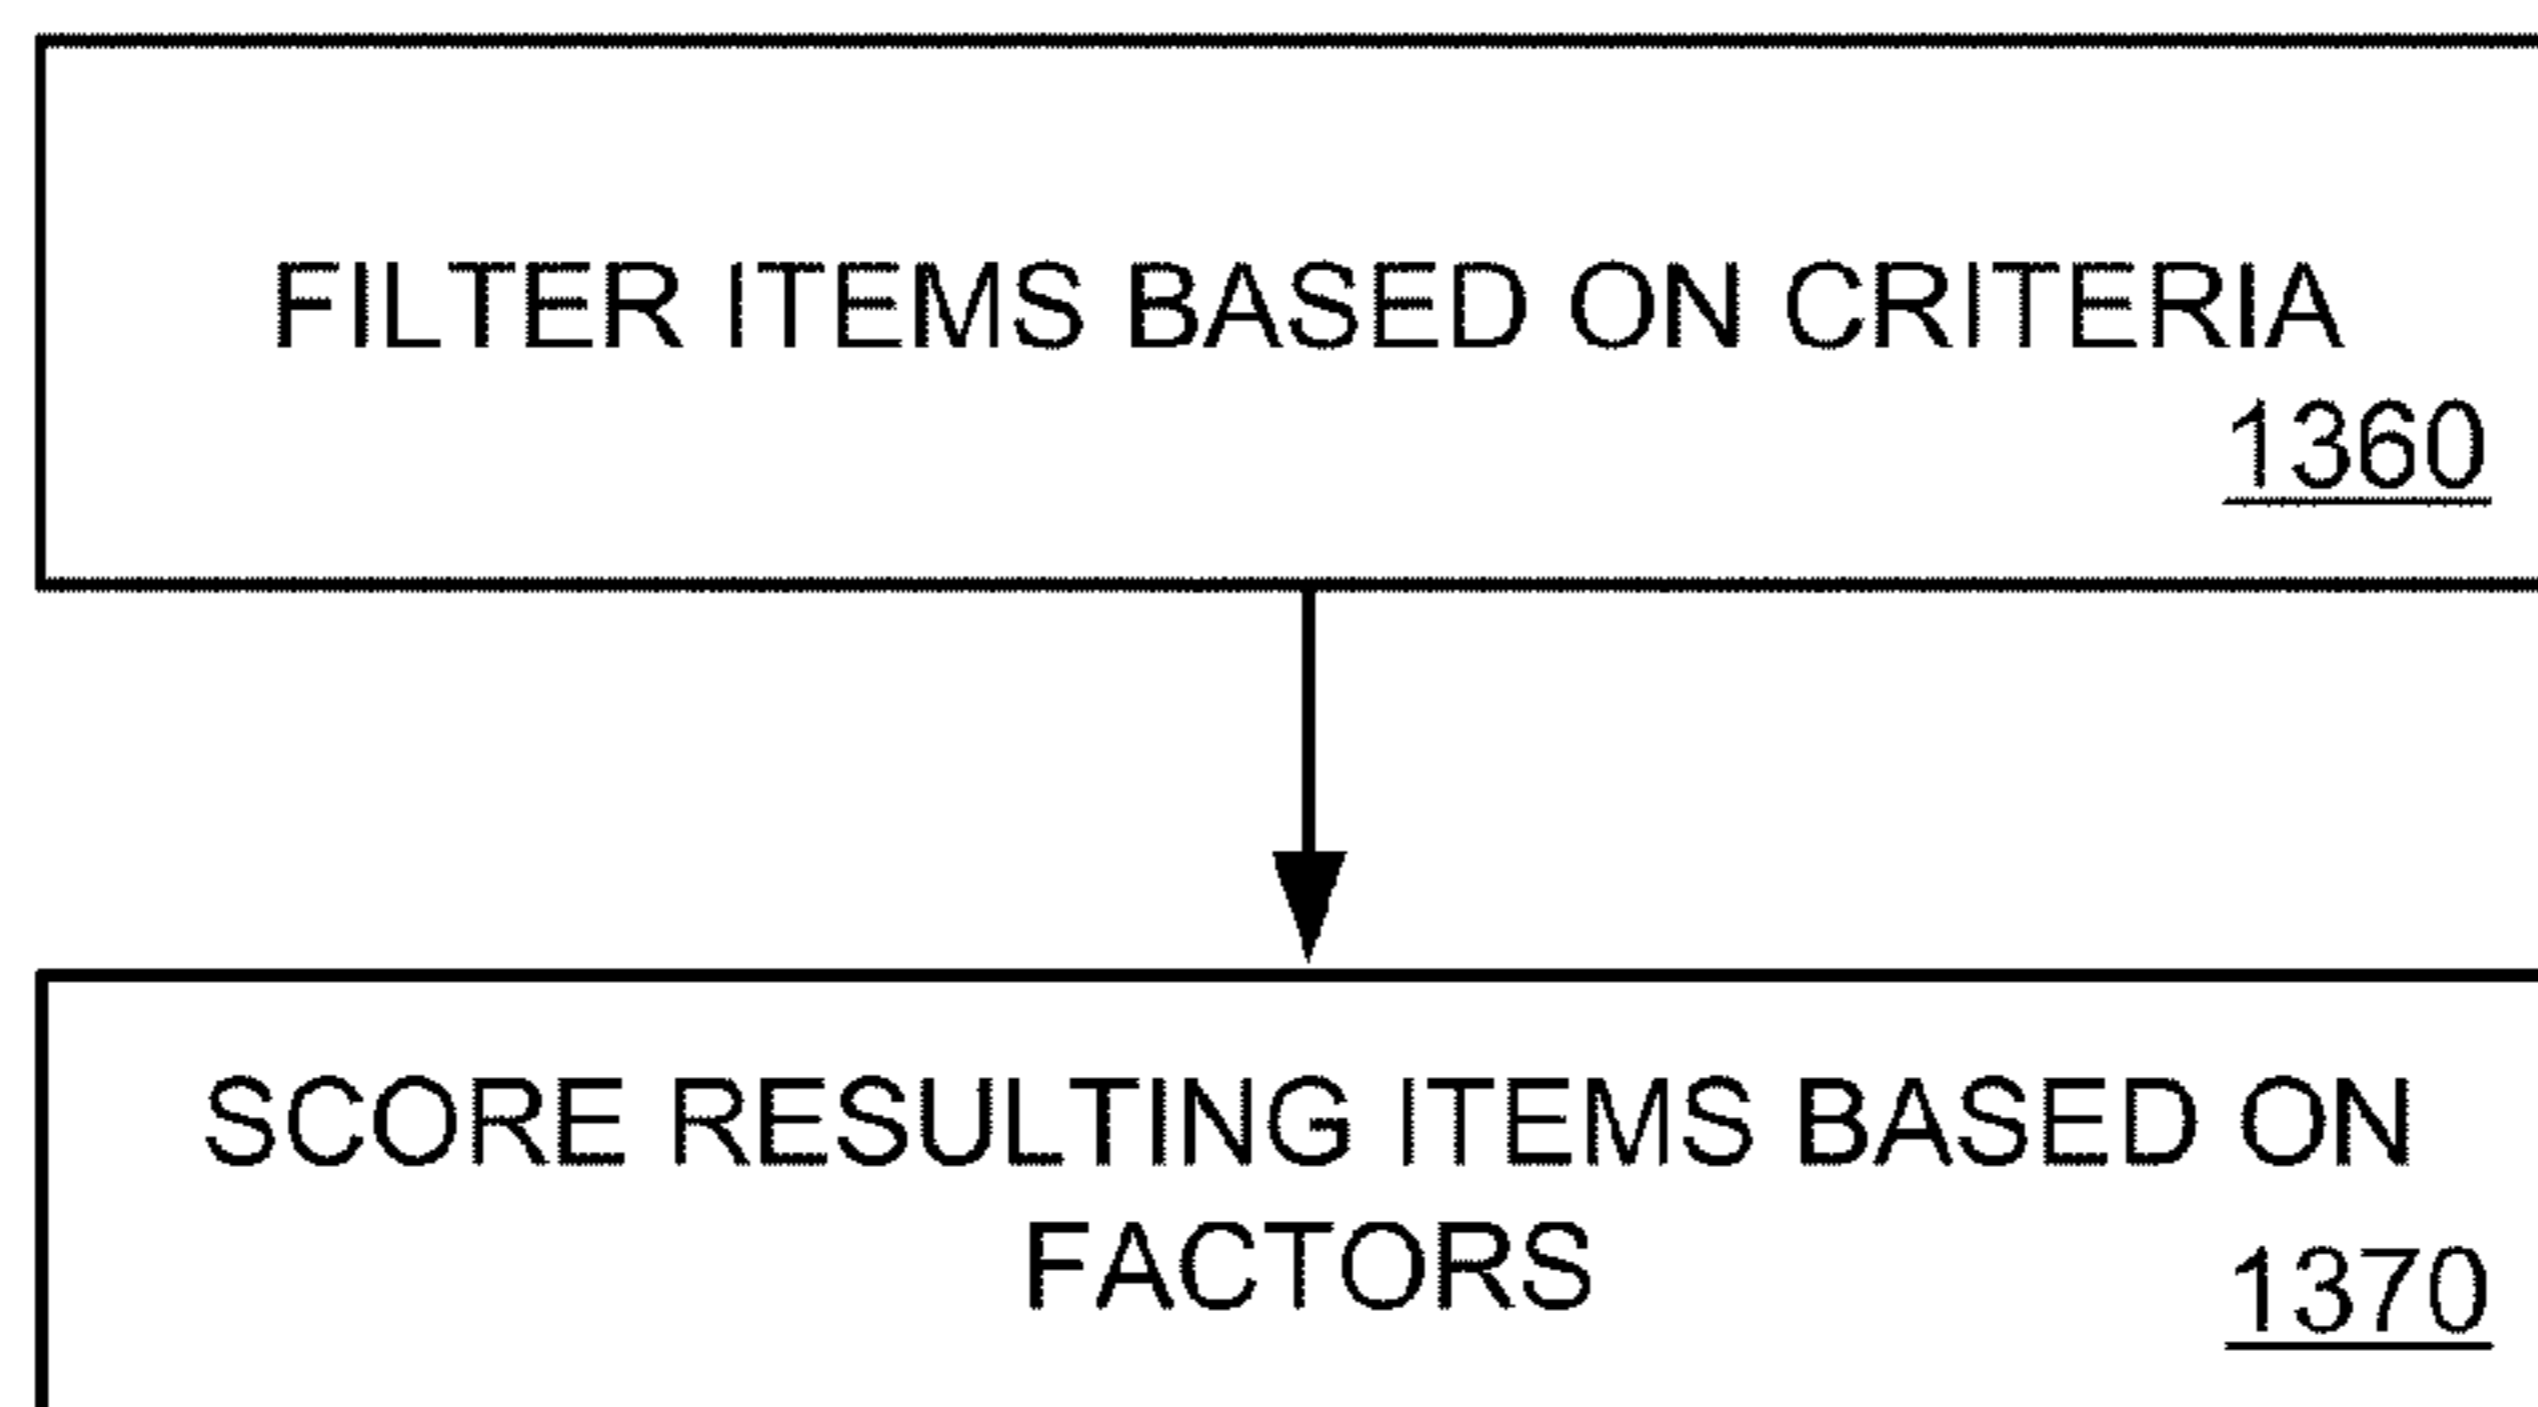 FILTER ITEMS BASED ON CRITERIA
1360
SCORE RESULTING ITEMS BASED ON
FACTORS
1370